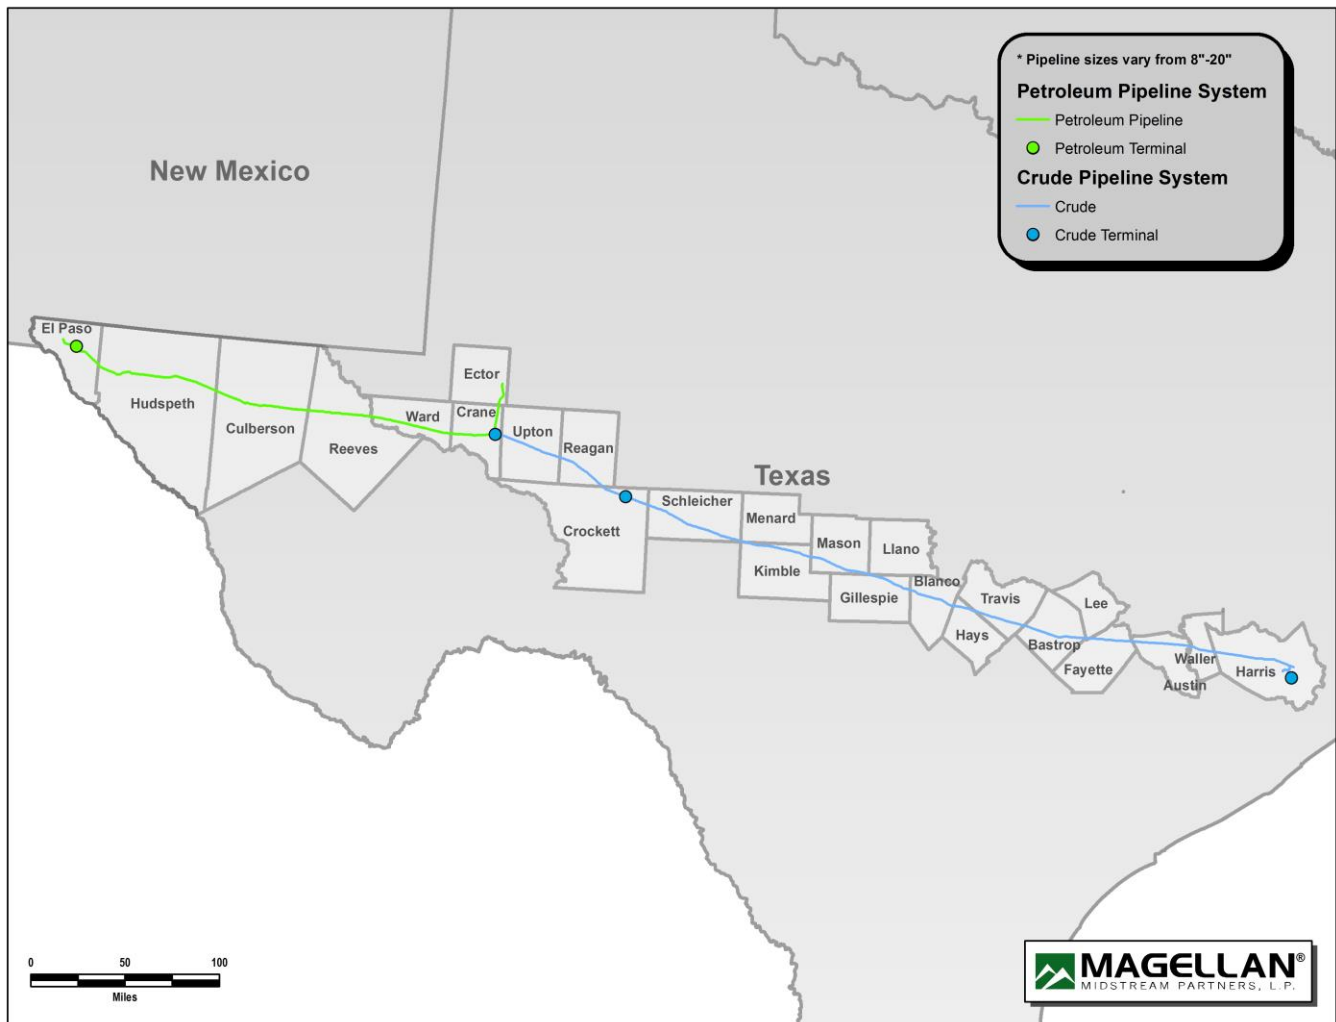 * Pipeline sizes vary from 8"-20"
Petroleum Pipeline System
Petroleum Pipeline
Petroleum Terminal
Crude Pipeline System
Crude
Crude Terminal
New Mexico
El Paso
Hudspeth
Culberson
Reeves
Ward
Ector
Crane
Upton
Reagan
Texas
Crockett
Schleicher
Menard
Kimble
Mason
Llano
Gillespie
Blanco
Hays
Travis
Bastrop
Lee
Fayette
Austin
Waller
Harris
0 50 100
Miles
MAGELLAN®
MIDSTREAM PARTNERS, L.P.